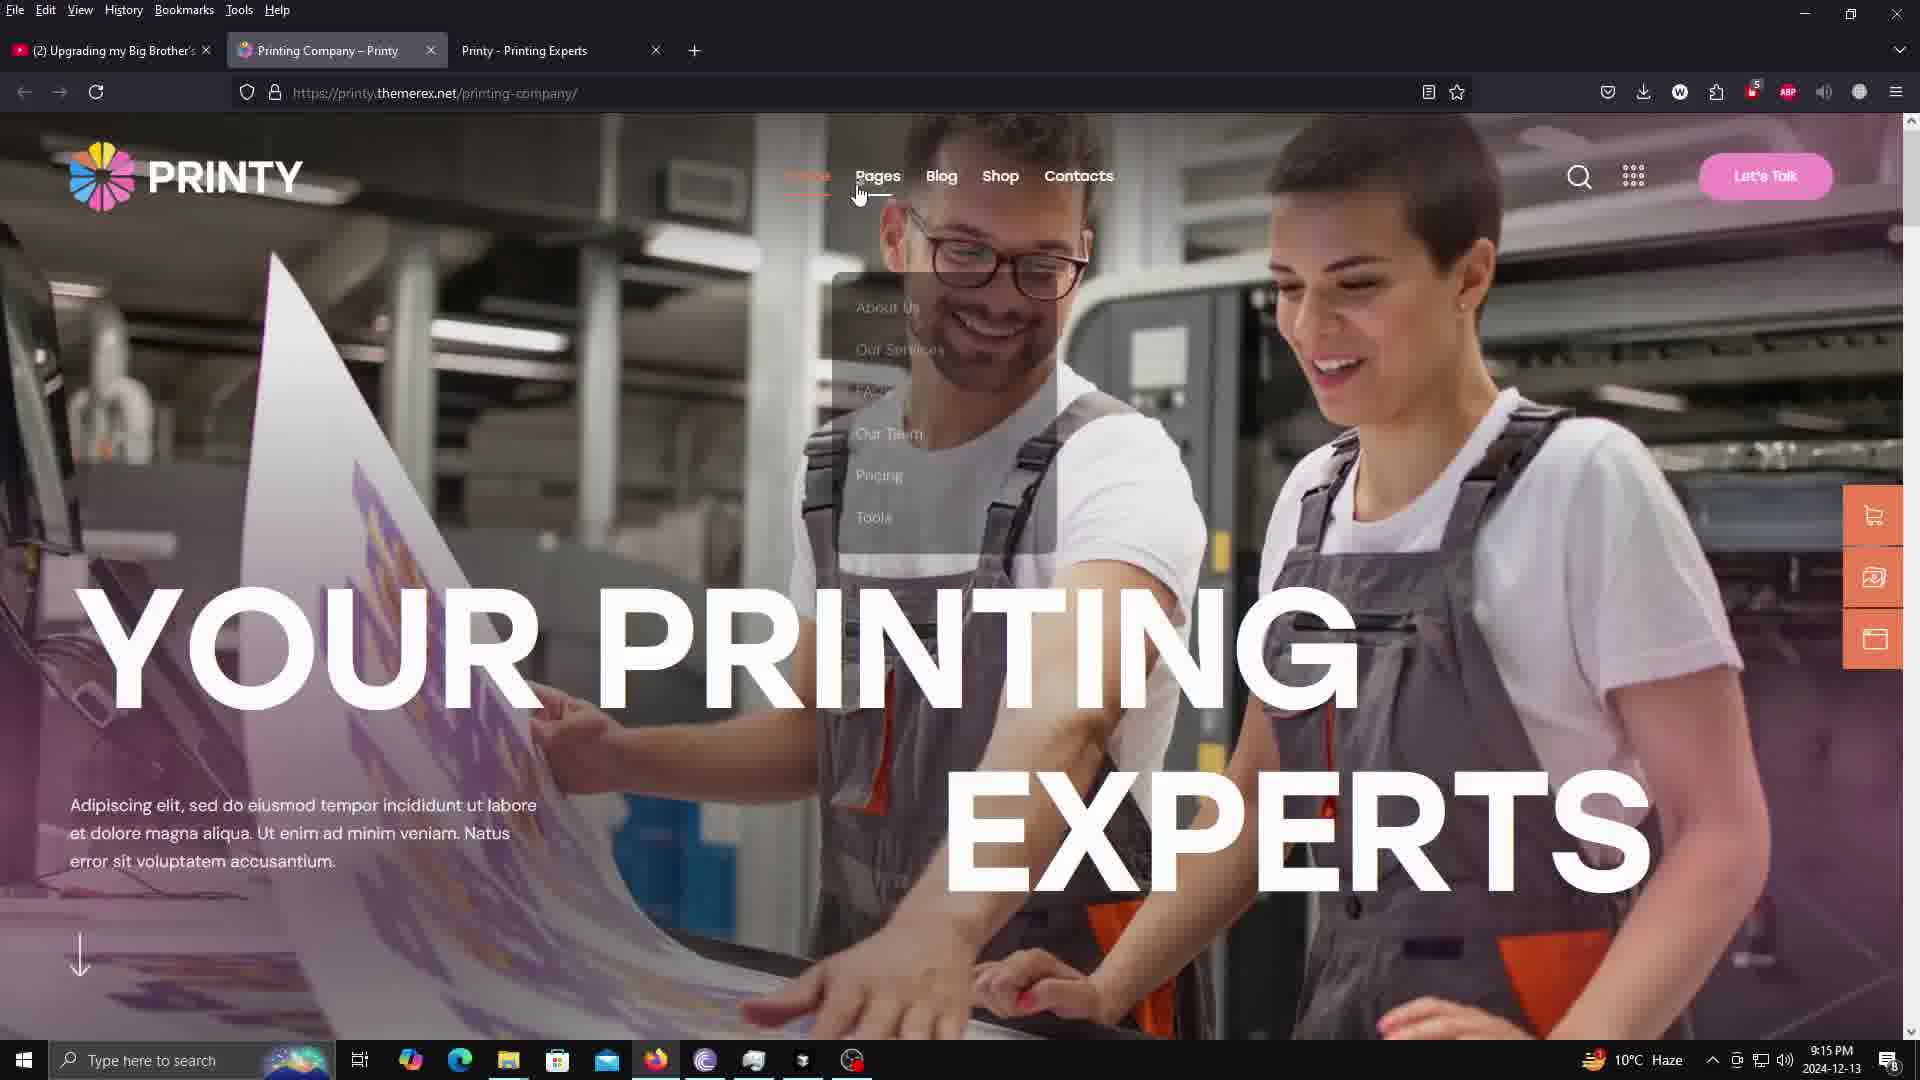 File Edit View History Bookmarks Tools Help
(2) Upgrading my Big Brother's
Printing Company – Printy
Printy - Printing Experts
https://printy.themerex.net/printing-company/
5
W
ABP
PRINTY
Home Pages Blog Shop Contacts
Let's Talk
About Us
Our Services
Our Team
Pricing
Tools
YOUR PRINTING
EXPERTS
Adipiscing elit, sed do eiusmod tempor incididunt ut labore
et dolore magna aliqua. Ut enim ad minim veniam. Natus
error sit voluptatem accusantium.
Type here to search
1
10°C Haze
9:15 PM
2024-12-13
8